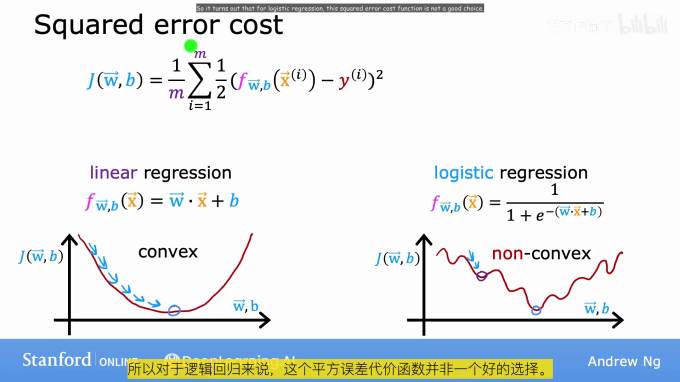 So it turns out that for logistic regression, this squared error cost function is not a good choice.
Squared error cost
bilibili
J(w⃗, b) = 1/m ∑_{i=1}^{m} 1/2 (f_{w⃗,b}(x⃗^{(i)}) − y^{(i)})²
linear regression
f_{w⃗,b}(x⃗) = w⃗ · x⃗ + b
J(w⃗, b)
convex
w⃗, b
logistic regression
f_{w⃗,b}(x⃗) = 1/(1 + e^{−(w⃗·x⃗+b)})
J(w⃗, b)
non-convex
w⃗, b
Stanford ONLINE
Andrew Ng
所以对于逻辑回归来说，这个平方误差代价函数并非一个好的选择。